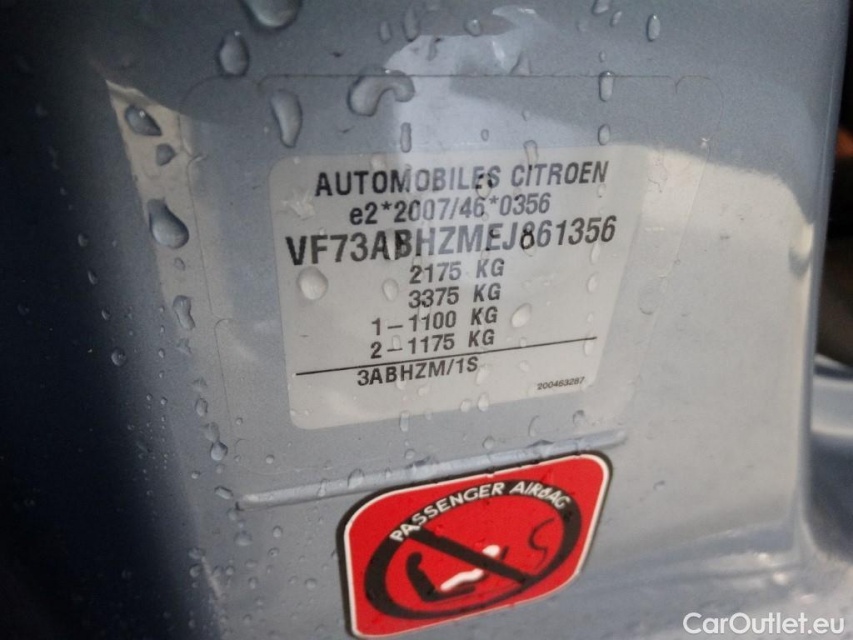 AUTOMOBILES CITROEN
e2*2007/46*0356
VF73ABHZMEJ861356
2175 KG
3375 KG
1–1100 KG
2–1175 KG
3ABHZM/1S
200463287
PASSENGER AIRBAG
CarOutlet.eu